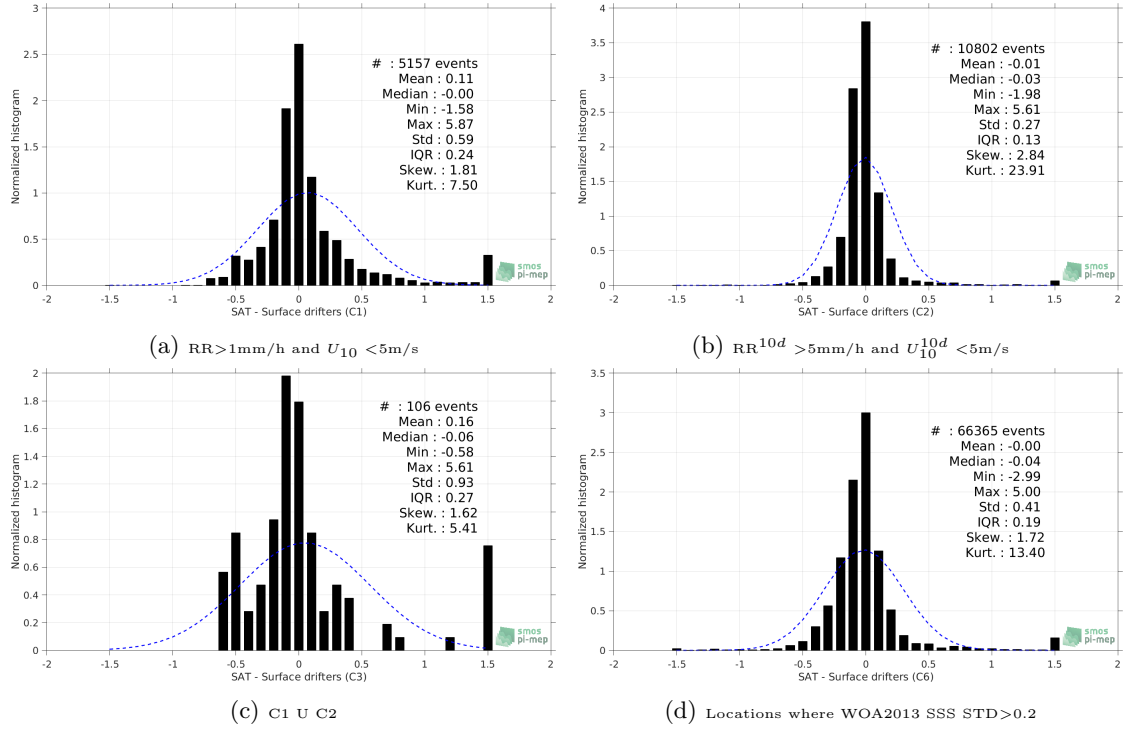 3
2.5
2
1.5
1
0.5
0
-2
-1.5
-1
-0.5
0
0.5
1
1.5
2
Normalized histogram
SAT - Surface drifters (C1)
# : 5157 events
Mean : 0.11
Median : -0.00
Min : -1.58
Max : 5.87
Std : 0.59
IQR : 0.24
Skew. : 1.81
Kurt. : 7.50
smos
pi-mep
(a) RR>1mm/h and U10 <5m/s
4
3.5
3
2.5
2
1.5
1
0.5
0
-2
-1.5
-1
-0.5
0
0.5
1
1.5
2
Normalized histogram
SAT - Surface drifters (C2)
# : 10802 events
Mean : -0.01
Median : -0.03
Min : -1.98
Max : 5.61
Std : 0.27
IQR : 0.13
Skew. : 2.84
Kurt. : 23.91
smos
pi-mep
(b) RR^10d >5mm/h and U10^10d <5m/s
2
1.8
1.6
1.4
1.2
1
0.8
0.6
0.4
0.2
0
-2
-1.5
-1
-0.5
0
0.5
1
1.5
2
Normalized histogram
SAT - Surface drifters (C3)
# : 106 events
Mean : 0.16
Median : -0.06
Min : -0.58
Max : 5.61
Std : 0.93
IQR : 0.27
Skew. : 1.62
Kurt. : 5.41
smos
pi-mep
(c) C1 U C2
3.5
3
2.5
2
1.5
1
0.5
0
-2
-1.5
-1
-0.5
0
0.5
1
1.5
2
Normalized histogram
SAT - Surface drifters (C6)
# : 66365 events
Mean : -0.00
Median : -0.04
Min : -2.99
Max : 5.00
Std : 0.41
IQR : 0.19
Skew. : 1.72
Kurt. : 13.40
smos
pi-mep
(d) Locations where WOA2013 SSS STD>0.2